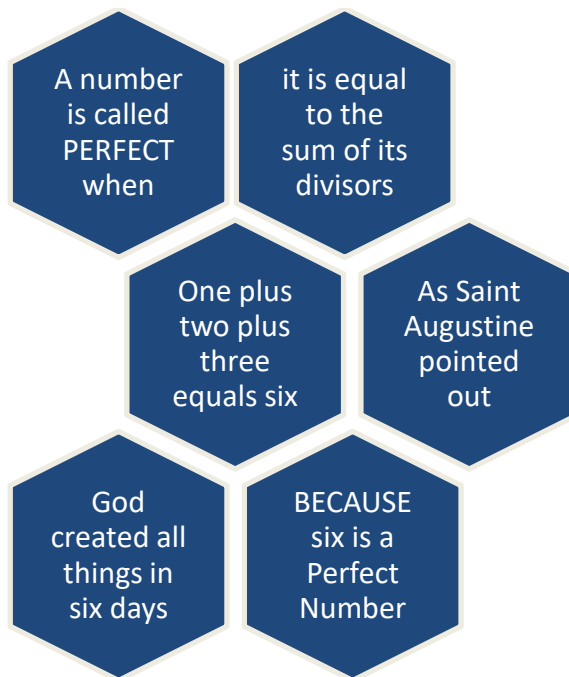 A number
is called
PERFECT
when
it is equal
to the
sum of its
divisors
One plus
two plus
three
equals six
As Saint
Augustine
pointed
out
God
created all
things in
six days
BECAUSE
six is a
Perfect
Number